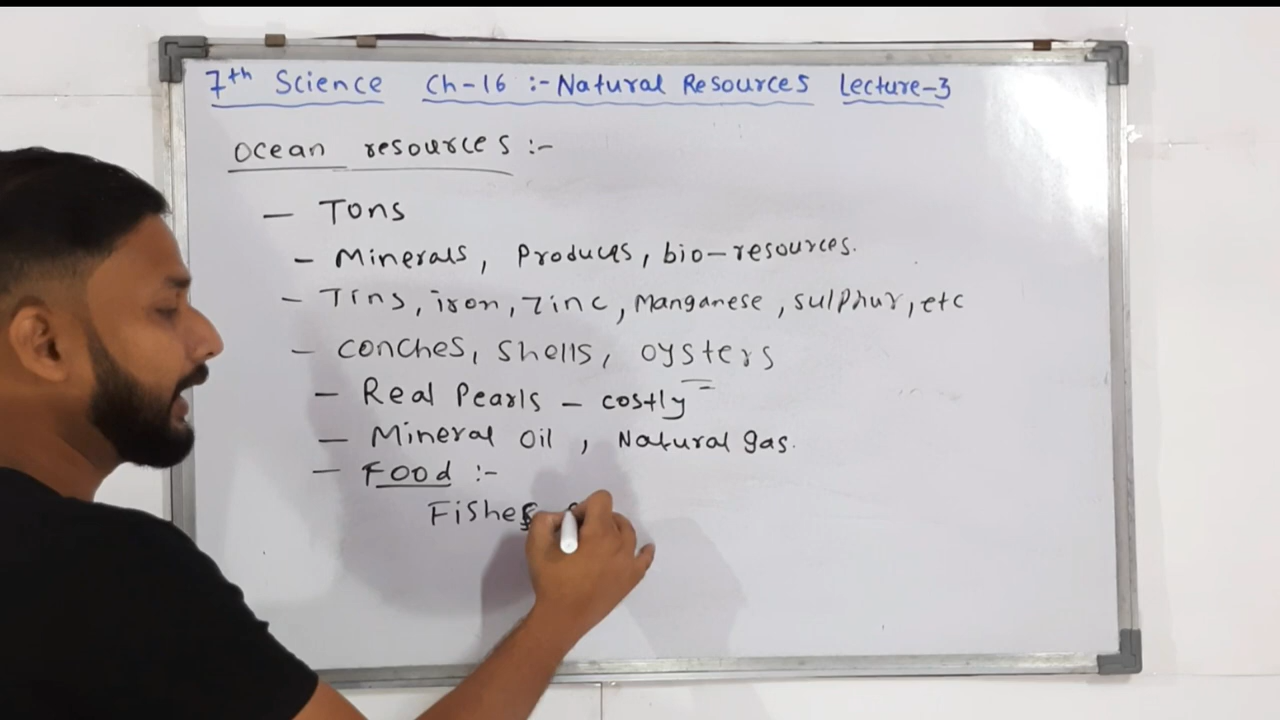 7th Science Ch-16 :- Natural Resources Lecture-3
Ocean resources :-
- Tons
- Minerals, Produces, bio-resources.
- Tins, iron, Zinc, Manganese, sulphur, etc
- conches, shells, oysters
- Real Pearls - costly
- Mineral Oil, Natural gas.
- Food :-
Fishes